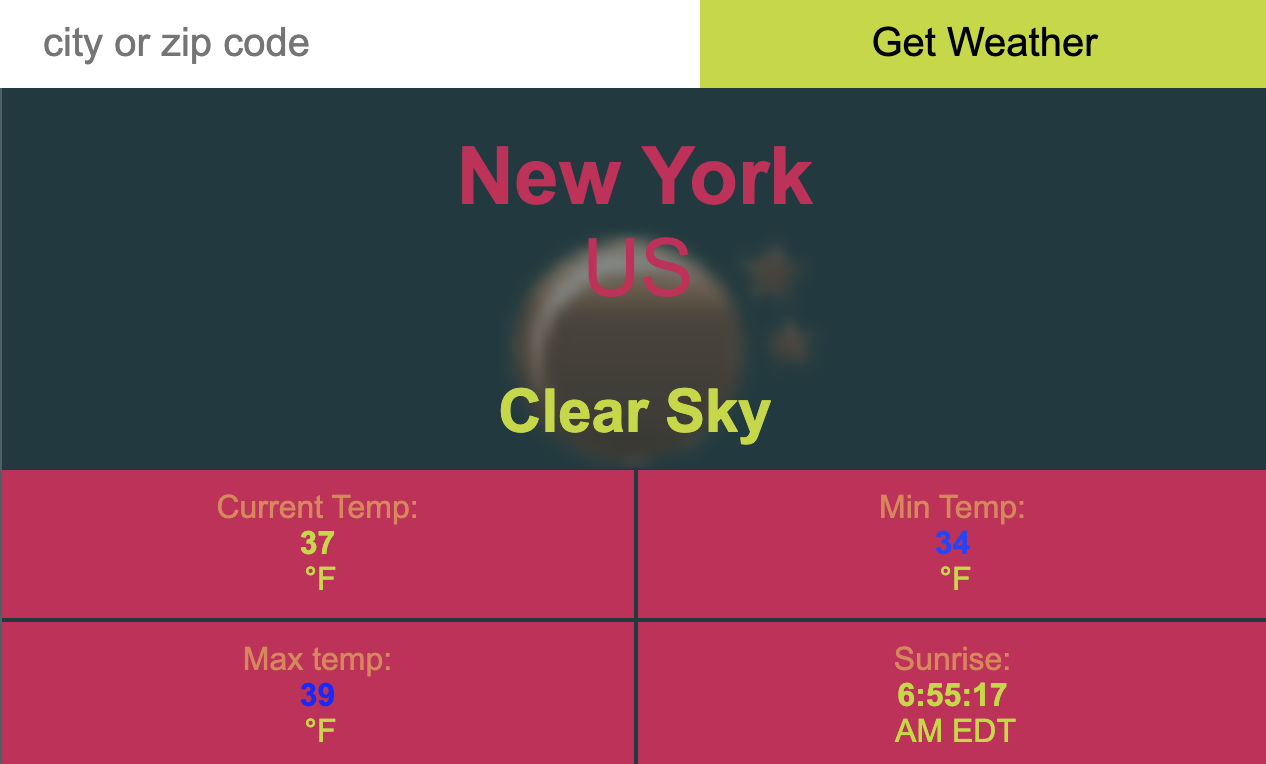 city or zip code
Get Weather
New York
US
Clear Sky
Current Temp:
37
°F
Min Temp:
34
°F
Max temp:
39
°F
Sunrise:
6:55:17
AM EDT